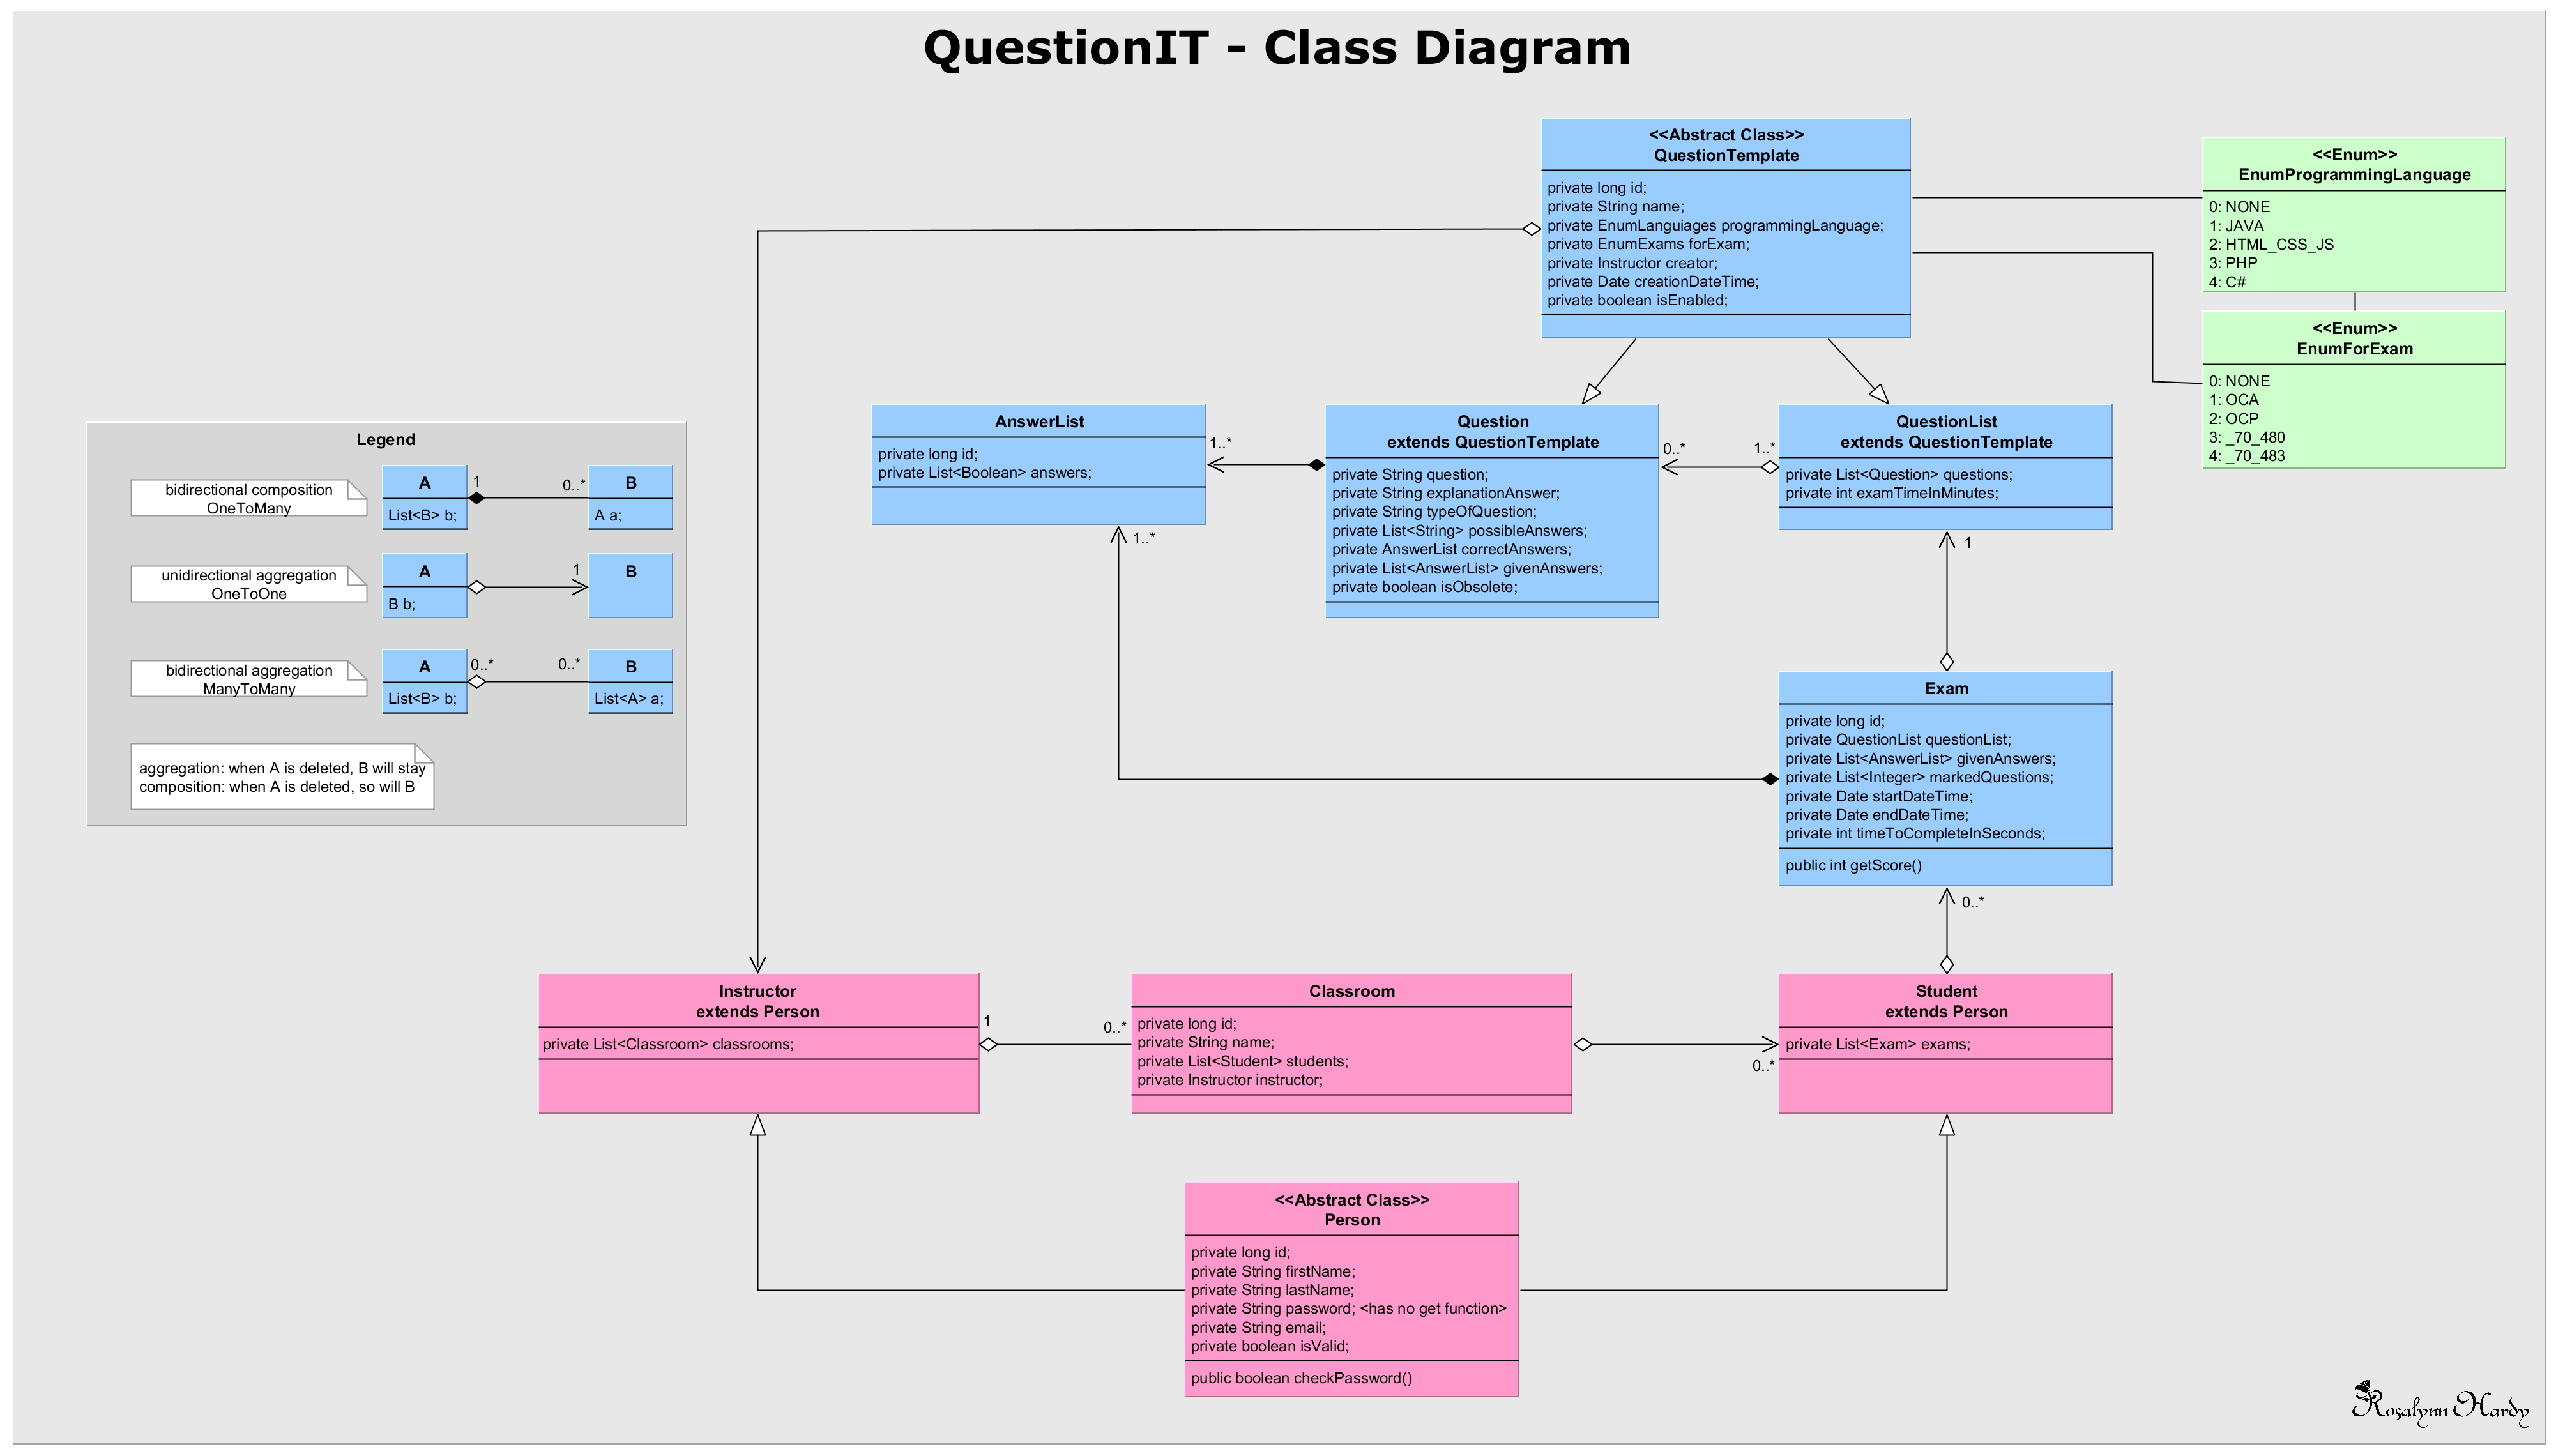 QuestionIT - Class Diagram
<<Abstract Class>>
QuestionTemplate
private long id;
private String name;
private EnumLanguiages programmingLanguage;
private EnumExams forExam;
private Instructor creator;
private Date creationDateTime;
private boolean isEnabled;
<<Enum>>
EnumProgrammingLanguage
0: NONE
1: JAVA
2: HTML_CSS_JS
3: PHP
4: C#
<<Enum>>
EnumForExam
0: NONE
1: OCA
2: OCP
3: _70_480
4: _70_483
AnswerList
private long id;
private List<Boolean> answers;
1..*
1..*
Question
extends QuestionTemplate
private String question;
private String explanationAnswer;
private String typeOfQuestion;
private List<String> possibleAnswers;
private AnswerList correctAnswers;
private List<AnswerList> givenAnswers;
private boolean isObsolete;
0..*
1..*
QuestionList
extends QuestionTemplate
private List<Question> questions;
private int examTimeInMinutes;
1
Legend
bidirectional composition
OneToMany
A
List<B> b;
1
0..*
B
A a;
unidirectional aggregation
OneToOne
A
B b;
1
B
bidirectional aggregation
ManyToMany
A
List<B> b;
0..*
0..*
B
List<A> a;
aggregation: when A is deleted, B will stay
composition: when A is deleted, so will B
Exam
private long id;
private QuestionList questionList;
private List<AnswerList> givenAnswers;
private List<Integer> markedQuestions;
private Date startDateTime;
private Date endDateTime;
private int timeToCompleteInSeconds;
public int getScore()
0..*
Instructor
extends Person
private List<Classroom> classrooms;
1
0..*
Classroom
private long id;
private String name;
private List<Student> students;
private Instructor instructor;
0..*
Student
extends Person
private List<Exam> exams;
<<Abstract Class>>
Person
private long id;
private String firstName;
private String lastName;
private String password; <has no get function>
private String email;
private boolean isValid;
public boolean checkPassword()
Rosalynn Hardy